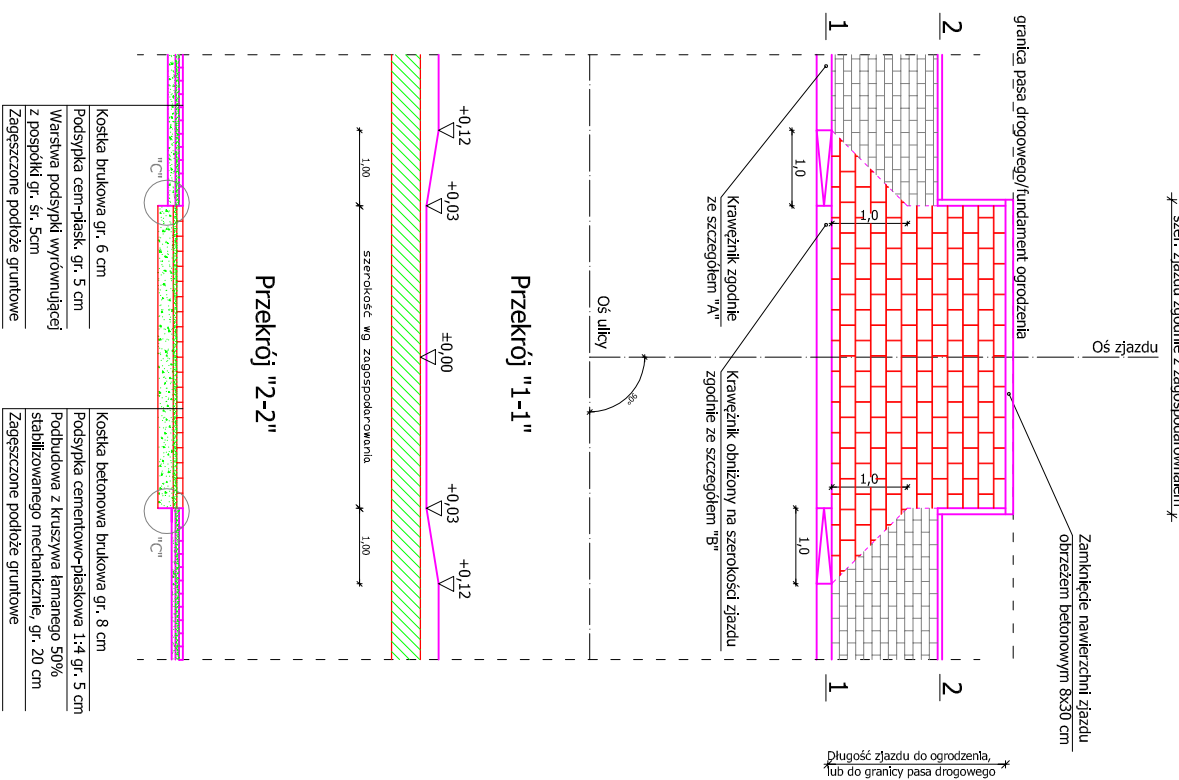 szer. zjazdu zgodnie z zagospodarowaniem
Oś zjazdu
Zamknięcie nawierzchni zjazdu
obrzeżem betonowym 8x30 cm
granica pasa drogowego/fundament ogrodzenia
2
2
1
1
Długość zjazdu do ogrodzenia,
lub do granicy pasa drogowego
1,0
1,0
1,0
1,0
Krawężnik zgodnie
ze szczegółem "A"
Krawężnik obniżony na szerokości zjazdu
zgodnie ze szczegółem "B"
Oś ulicy
90°
Przekrój "1-1"
+0,12
+0,03
±0,00
+0,03
+0,12
1,00
szerokość wg zagospodarowania
1,00
Przekrój "2-2"
"C"
"C"
Kostka brukowa gr. 6 cm
Podsypka cem-piask. gr. 5 cm
Warstwa podsypki wyrównującej
z pospółki gr. śr. 5cm
Zagęszczone podłoże gruntowe
Kostka betonowa brukowa gr. 8 cm
Podsypka cementowo-piaskowa 1:4 gr. 5 cm
Podbudowa z kruszywa łamanego 50%
stabilizowanego mechanicznie, gr. 20 cm
Zagęszczone podłoże gruntowe